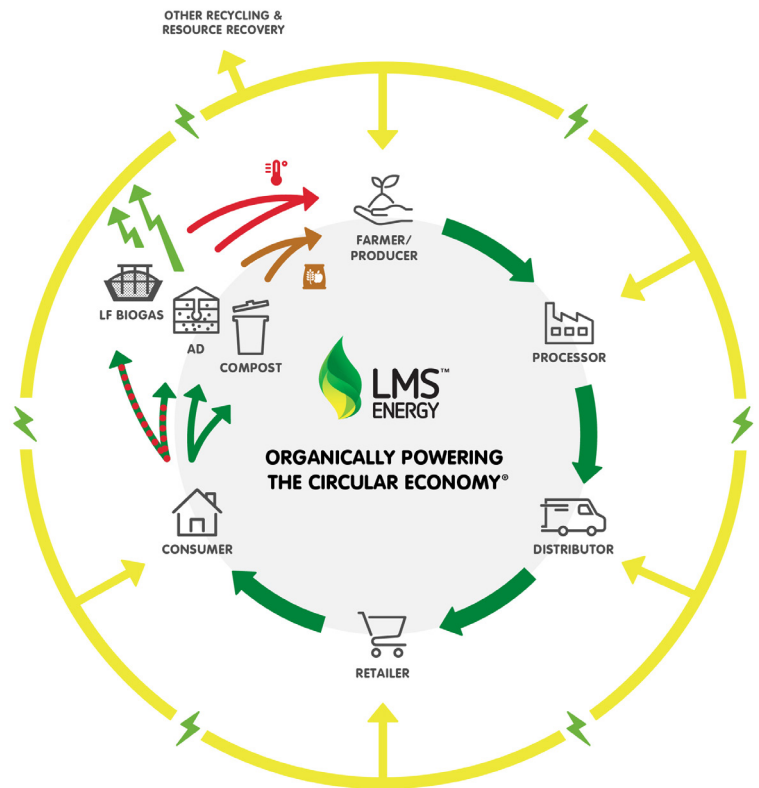 OTHER RECYCLING &
RESOURCE RECOVERY
FARMER/
PRODUCER
LF BIOGAS
AD
COMPOST
PROCESSOR
LMS™
ENERGY
ORGANICALLY POWERING
THE CIRCULAR ECONOMY®
CONSUMER
DISTRIBUTOR
RETAILER